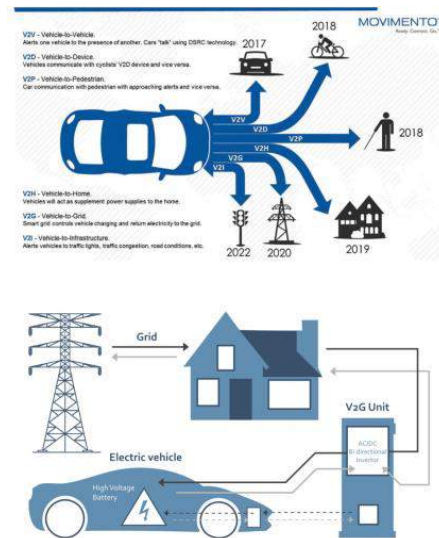 MOVIMENTO
Ready. Connect. Go.
V2V - Vehicle-to-Vehicle.
Alerts one vehicle to the presence of another. Cars "talk" using DSRC technology.
V2D - Vehicle-to-Device.
Vehicles communicate with cyclists' V2D device and vice versa.
V2P - Vehicle-to-Pedestrian.
Car communication with pedestrian with approaching alerts and vice versa.
2017
2018
V2V
V2D
V2P
V2H
V2G
V2I
2018
V2H - Vehicle-to-Home.
Vehicles will act as supplement power supplies to the home.
V2G - Vehicle-to-Grid.
Smart grid controls vehicle charging and return electricity to the grid.
V2I - Vehicle-to-Infrastructure.
Alerts vehicles to traffic lights, traffic congestion, road conditions, etc.
2022
2020
2019
Grid
V2G Unit
AC/DC
Bi-directional
Invertor
Electric vehicle
High Voltage
Battery